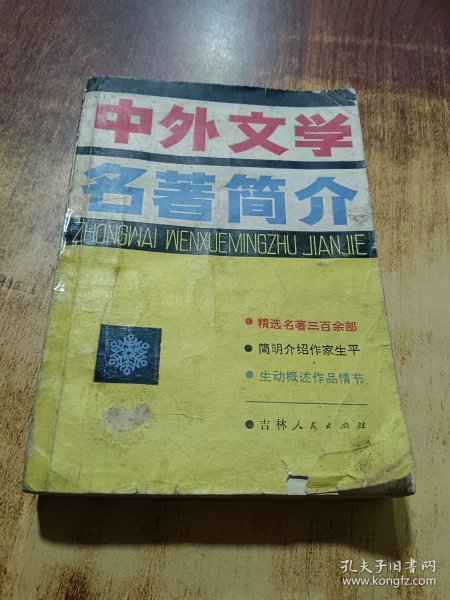 中外文学
名著简介
ZHONGWAI WENXUEMINGZHU JIANJIE
精选名著三百余部
简明介绍作家生平
生动概述作品情节
吉林人民出版社
孔夫子旧书网
www.kongfz.com